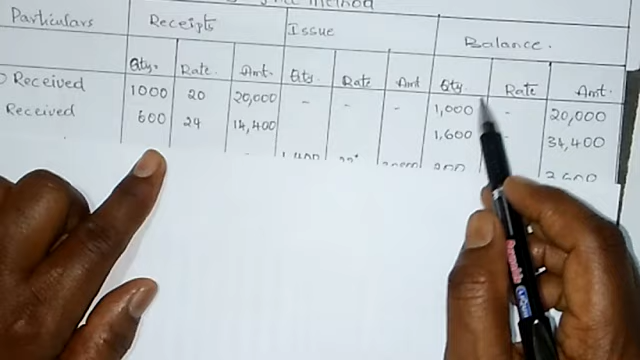 Method
Particulars Receipts Issue Balance.
Qty. Rate. Amt. Qty. Rate Amt Qty Rate Amt.
Received 1000 20 20,000 - - - 1,000 - 20,000
Received 600 24 14,400 1,600 - 34,400